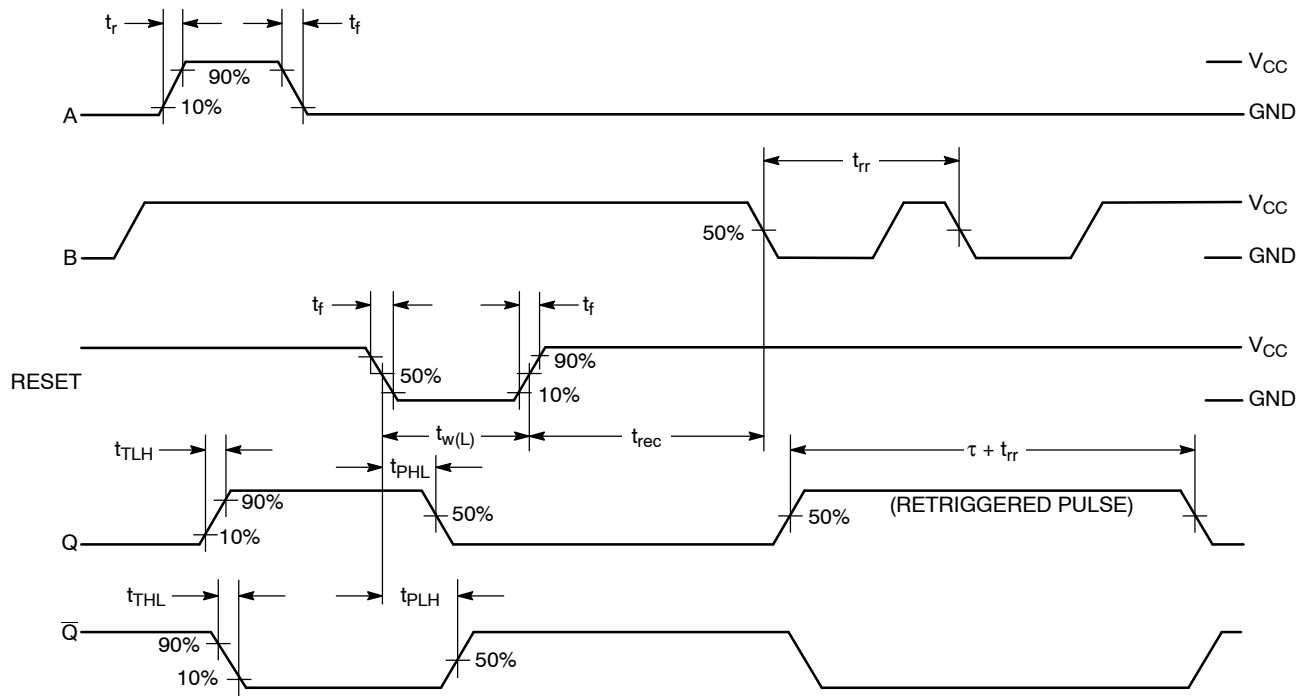 tr tf
VCC
90%
10%
A GND
trr
VCC
50%
B GND
tf tf
VCC
90%
50%
RESET
10%
GND
tw(L) trec
tTLH τ + trr
tPHL
90% (RETRIGGERED PULSE)
50% 50%
10%
Q
tTHL tPLH
Q̅
90%
50%
10%